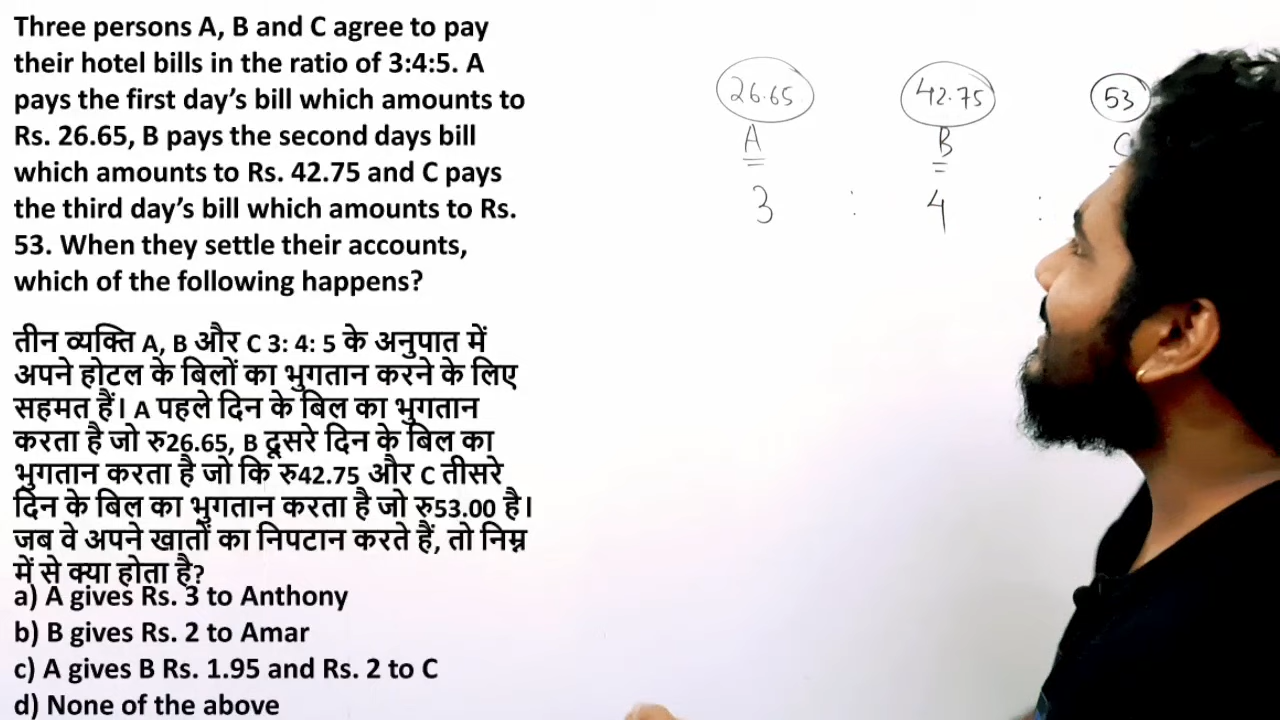 Three persons A, B and C agree to pay
their hotel bills in the ratio of 3:4:5. A
pays the first day's bill which amounts to
Rs. 26.65, B pays the second days bill
which amounts to Rs. 42.75 and C pays
the third day's bill which amounts to Rs.
53. When they settle their accounts,
which of the following happens?
तीन व्यक्ति A, B और C 3: 4: 5 के अनुपात में
अपने होटल के बिलों का भुगतान करने के लिए
सहमत हैं। A पहले दिन के बिल का भुगतान
करता है जो रु26.65, B दूसरे दिन के बिल का
भुगतान करता है जो कि रु42.75 और C तीसरे
दिन के बिल का भुगतान करता है जो रु53.00 है।
जब वे अपने खातों का निपटान करते हैं, तो निम्न
में से क्या होता है?
a) A gives Rs. 3 to Anthony
b) B gives Rs. 2 to Amar
c) A gives B Rs. 1.95 and Rs. 2 to C
d) None of the above
26.65 42.75 53
A B C
3 : 4 :